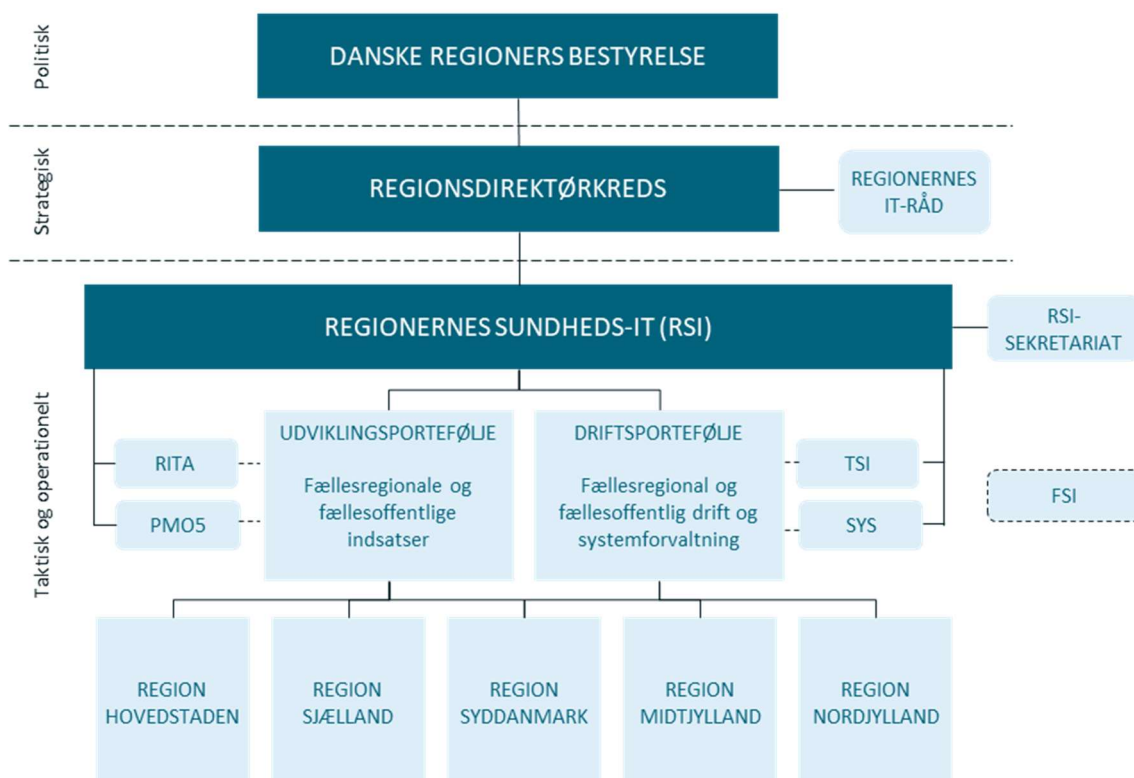 Politisk
DANSKE REGIONERS BESTYRELSE
Strategisk
REGIONSDIREKTØRKREDS
REGIONERNES
IT-RÅD
Taktisk og operationelt
REGIONERNES SUNDHEDS-IT (RSI)
RSI-
SEKRETARIAT
RITA
PMO5
UDVIKLINGSPORTEFØLJE
Fællesregionale og
fællesoffentlige
indsatser
DRIFTSPORTEFØLJE
Fællesregional og
fællesoffentlig drift og
systemforvaltning
TSI
SYS
FSI
REGION
HOVEDSTADEN
REGION
SJÆLLAND
REGION
SYDDANMARK
REGION
MIDTJYLLAND
REGION
NORDJYLLAND